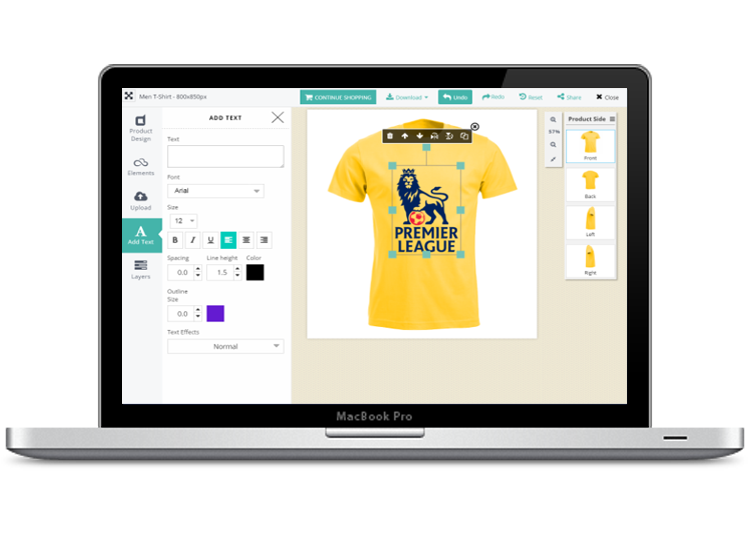 Men T-Shirt - 800x850px
CONTINUE SHOPPING
Download
Undo
Redo
Reset
Share
Close
Product
Design
Elements
Upload
A
Add Text
Layers
ADD TEXT
Text
Font
Arial
Size
12
B I U
Spacing
Line height
Color
0.0
1.5
Outline
Size
0.0
Text Effects
Normal
PREMIER
LEAGUE
57%
Product Side
Front
Back
Left
Right
MacBook Pro